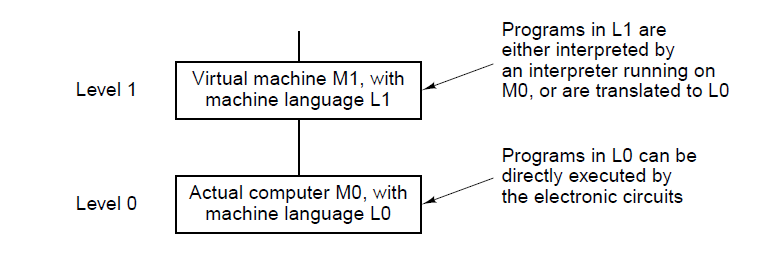 Programs in L1 are
either interpreted by
an interpreter running on
M0, or are translated to L0
Level 1
Virtual machine M1, with
machine language L1
Programs in L0 can be
directly executed by
the electronic circuits
Level 0
Actual computer M0, with
machine language L0